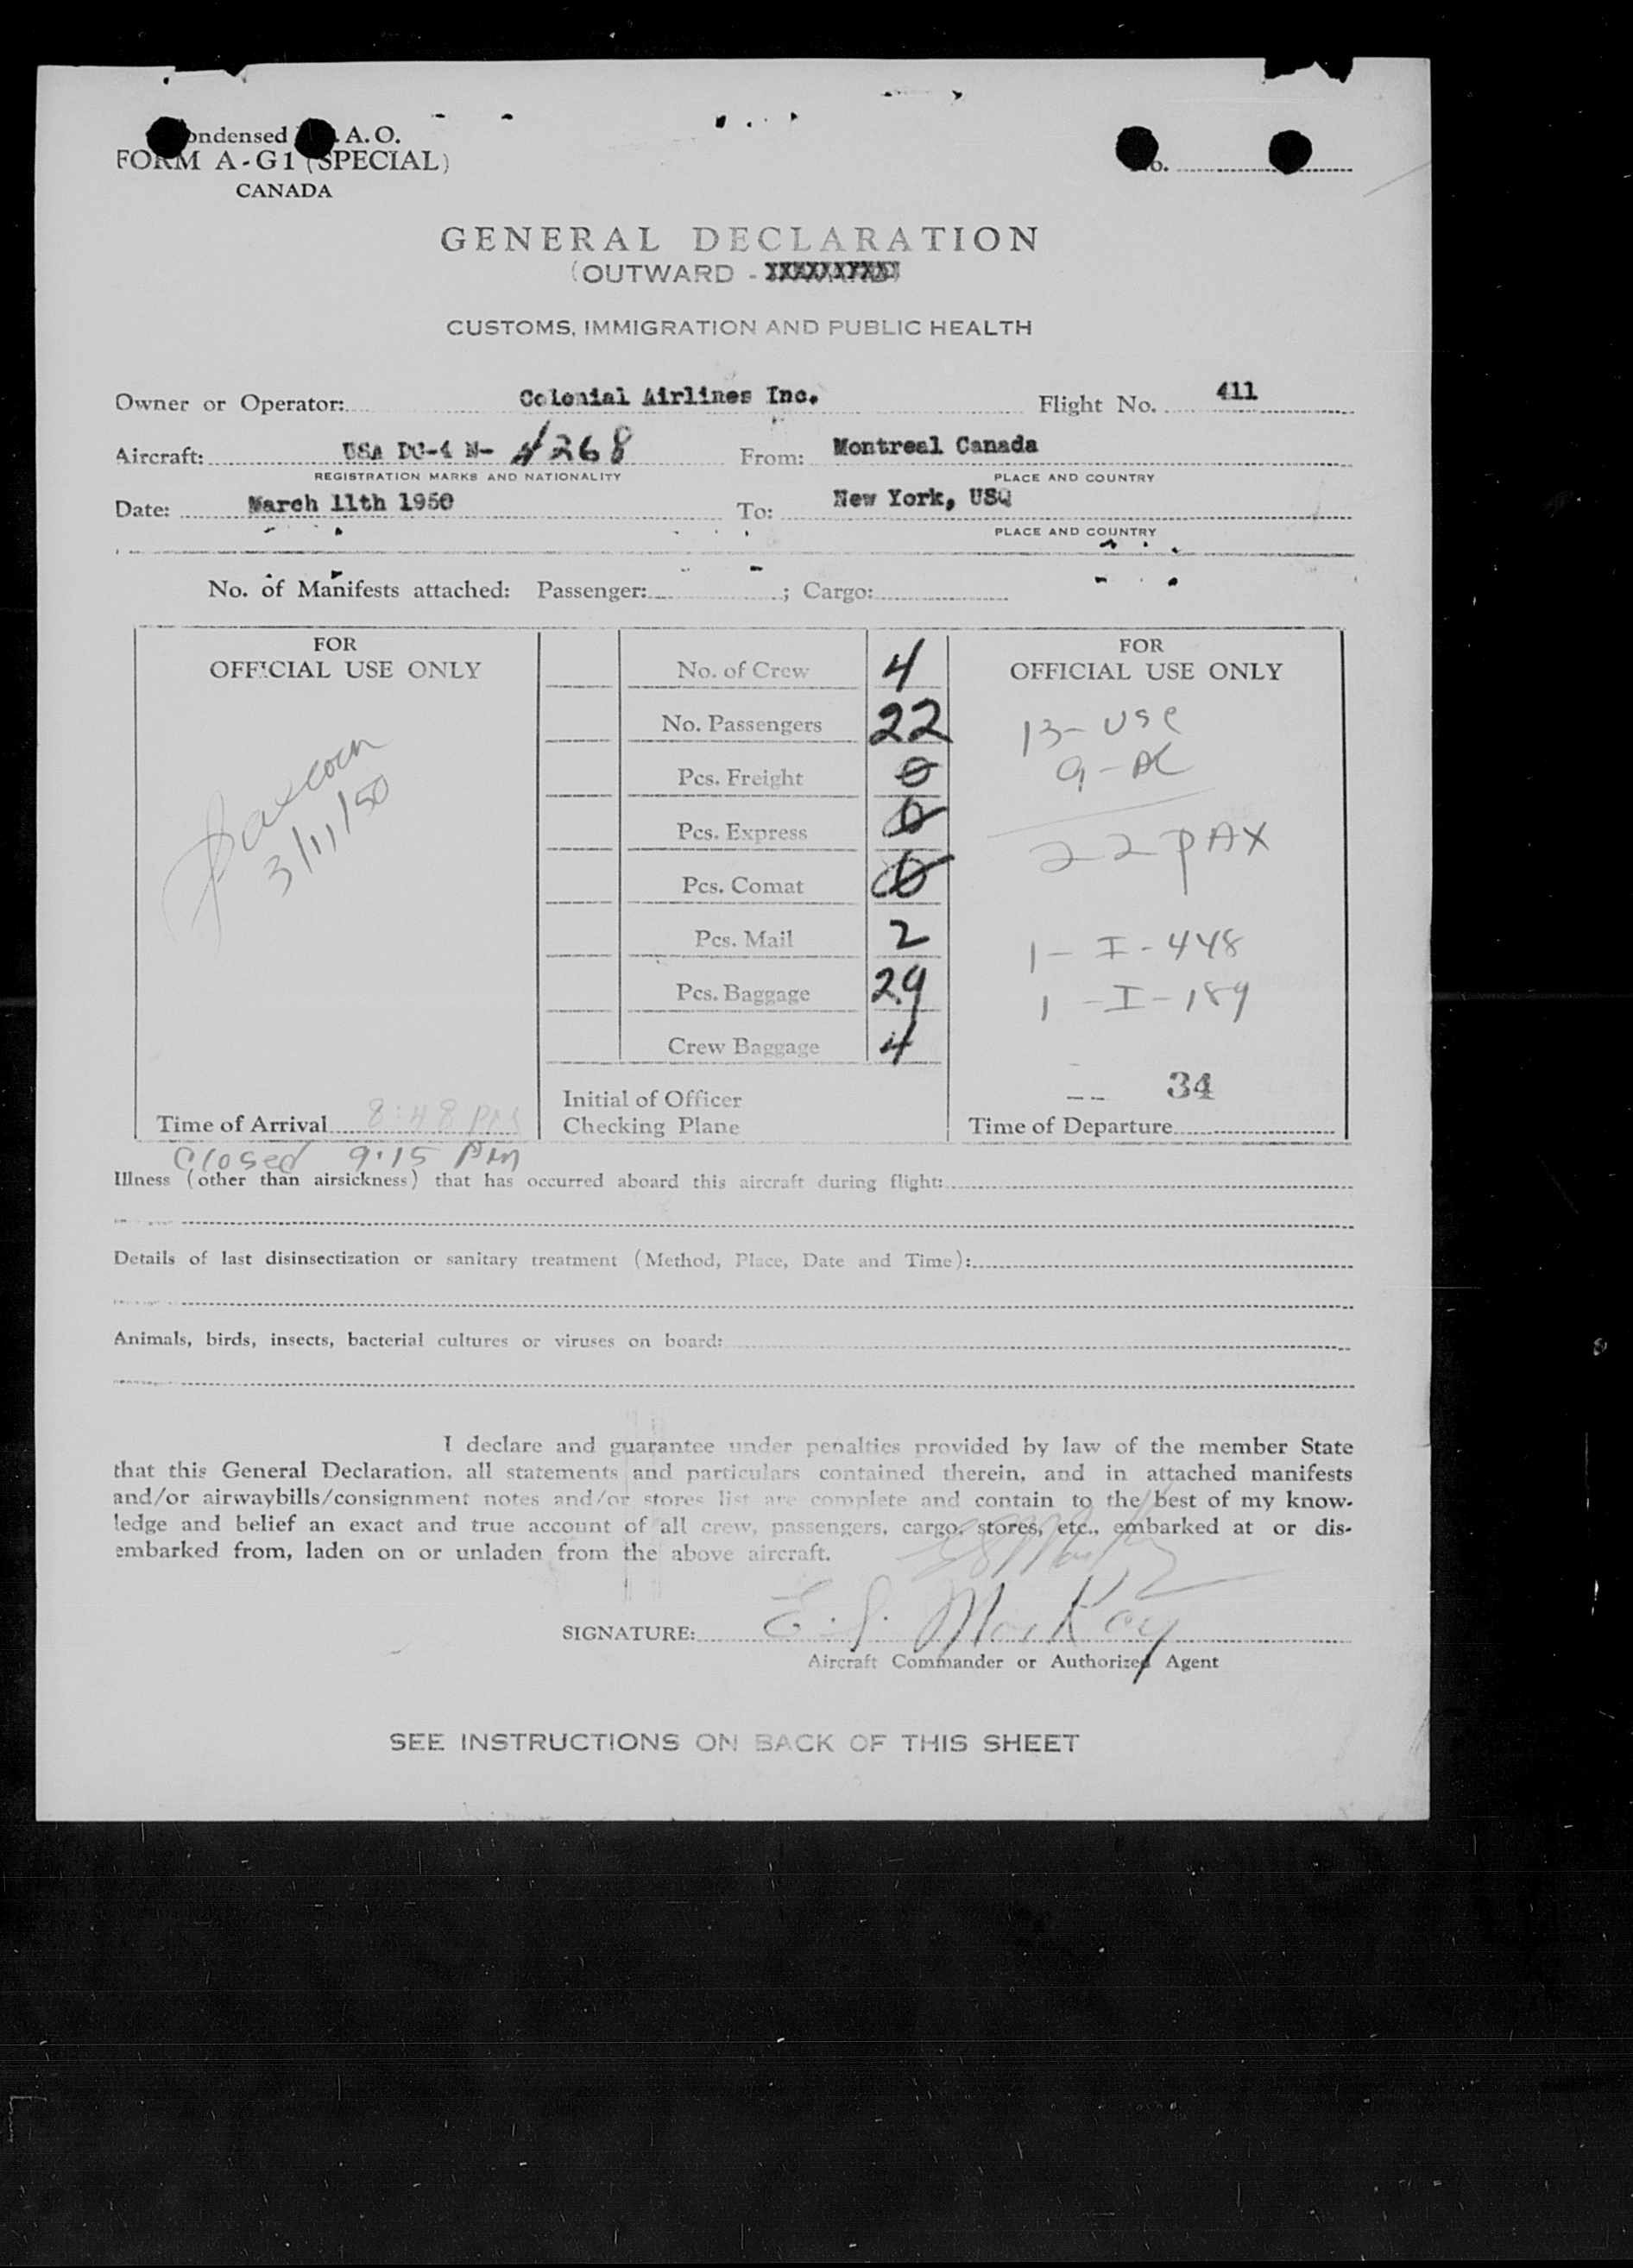 Condensed A. O.
FORM A-G1 (SPECIAL)
CANADA
No.
GENERAL DECLARATION
(OUTWARD - XXXXXXXXX)
CUSTOMS, IMMIGRATION AND PUBLIC HEALTH
Owner or Operator: Colonial Airlines Inc. Flight No. 411
Aircraft: USA DC-4 N- 268 From: Montreal Canada
REGISTRATION MARKS AND NATIONALITY PLACE AND COUNTRY
Date: March 11th 1950 To: New York, USQ
PLACE AND COUNTRY
No. of Manifests attached: Passenger: ; Cargo:
FOR
OFFICIAL USE ONLY
3/11/50
Time of Arrival 8:48 PM
Closed 9:15 PM
No. of Crew 4
No. Passengers 22
Pcs. Freight 0
Pcs. Express 0
Pcs. Comat 0
Pcs. Mail 2
Pcs. Baggage 29
Crew Baggage 4
Initial of Officer
Checking Plane
FOR
OFFICIAL USE ONLY
13- USC
9-AC
22 PAX
1- I-448
1 -I-189
-- 34
Time of Departure
Illness (other than airsickness) that has occurred aboard this aircraft during flight:
Details of last disinsectization or sanitary treatment (Method, Place, Date and Time):
Animals, birds, insects, bacterial cultures or viruses on board:
I declare and guarantee under penalties provided by law of the member State
that this General Declaration, all statements and particulars contained therein, and in attached manifests
and/or airwaybills/consignment notes and/or stores list are complete and contain to the best of my know-
ledge and belief an exact and true account of all crew, passengers, cargo, stores, etc., embarked at or dis-
embarked from, laden on or unladen from the above aircraft.
SIGNATURE: E. J. MacKay
Aircraft Commander or Authorized Agent
SEE INSTRUCTIONS ON BACK OF THIS SHEET